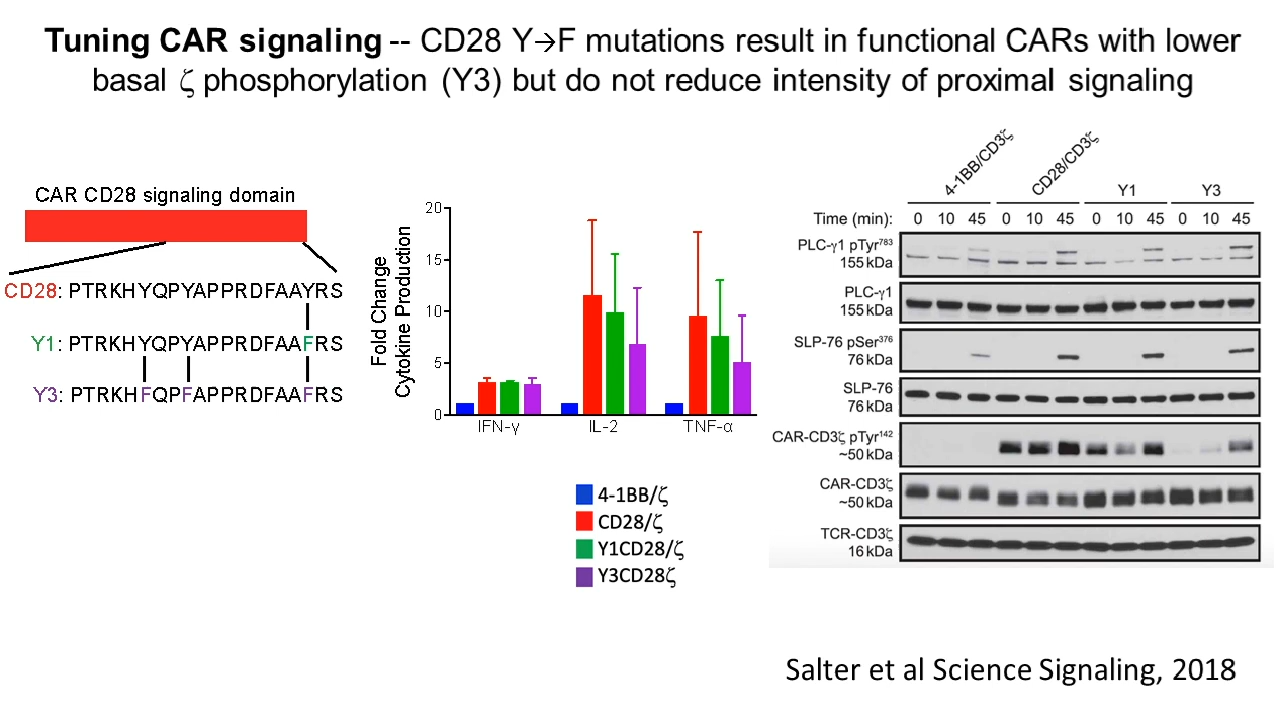 Tuning CAR signaling -- CD28 Y→F mutations result in functional CARs with lower
basal ζ phosphorylation (Y3) but do not reduce intensity of proximal signaling
CAR CD28 signaling domain
CD28: PTRKHYQPYAPPRDFAAYRS
Y1: PTRKHYQPYAPPRDFAAFRS
Y3: PTRKHFQPFAPPRDFAAFRS
Fold Change
Cytokine Production
20
15
10
5
0
IFN-γ IL-2 TNF-α
4-1BB/ζ
CD28/ζ
Y1CD28/ζ
Y3CD28ζ
4-1BB/CD3ζ CD28/CD3ζ Y1 Y3
Time (min): 0 10 45 0 10 45 0 10 45 0 10 45
PLC-γ1 pTyr⁷⁸³
155 kDa
PLC-γ1
155 kDa
SLP-76 pSer³⁷⁶
76 kDa
SLP-76
76 kDa
CAR-CD3ζ pTyr¹⁴²
~50 kDa
CAR-CD3ζ
~50 kDa
TCR-CD3ζ
16 kDa
Salter et al Science Signaling, 2018